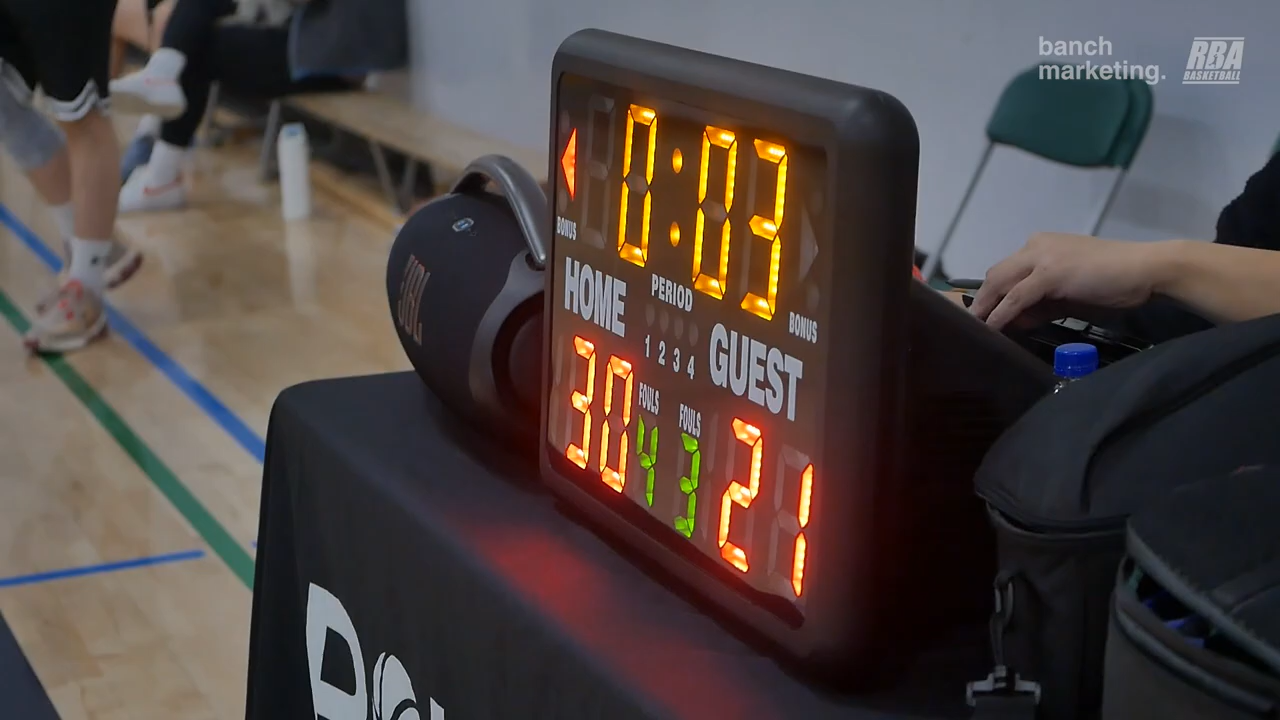 banch
marketing.
RBA
BASKETBALL
0:03
BONUS
BONUS
HOME
PERIOD
GUEST
1 2 3 4
30
FOULS
4
FOULS
3
21
JBL